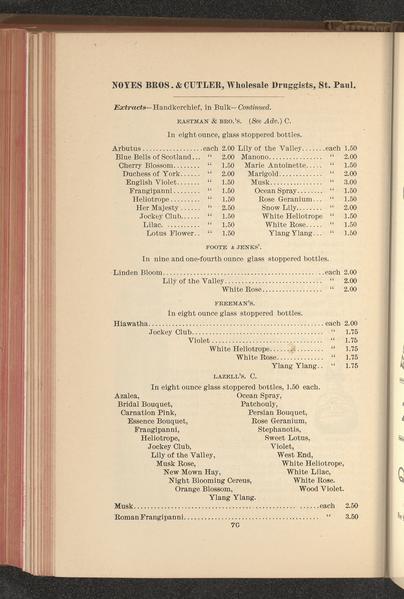 NOYES BROS. & CUTLER, Wholesale Druggists, St. Paul.
Extracts—Handkerchief, in Bulk—Continued.
EASTMAN & BRO.'S. (See Adv.) C.
In eight ounce, glass stoppered bottles.
Arbutus..................each 2.00 Lily of the Valley.......each 1.50
Blue Bells of Scotland... " 2.00 Manono................ " 2.00
Cherry Blossom........ " 1.50 Marie Antoinette.... " 1.50
Duchess of York...... " 2.00 Marigold............. " 2.00
English Violet....... " 1.50 Musk................ " 3.00
Frangipanni.......... " 1.50 Ocean Spray........ " 1.50
Heliotrope......... " 1.50 Rose Geranium... " 1.50
Her Majesty...... " 2.50 Snow Lily........ " 2.00
Jockey Club..... " 1.50 White Heliotrope " 1.50
Lilac. .......... " 1.50 White Rose..... " 1.50
Lotus Flower.. " 1.50 Ylang Ylang... " 1.50
FOOTE & JENKS'.
In nine and one-fourth ounce glass stoppered bottles.
Linden Bloom..................................................each 2.00
Lily of the Valley.............................. " 2.00
White Rose.................. " 2.00
FREEMAN'S.
In eight ounce glass stoppered bottles.
Hiawatha......................................................each 2.00
Jockey Club........................................ " 1.75
Violet.................................. " 1.75
White Heliotrope.................. " 1.75
White Rose....................... " 1.75
Ylang Ylang.. " 1.75
LAZELL'S. C.
In eight ounce glass stoppered bottles, 1.50 each.
Azalea, Ocean Spray,
Bridal Bouquet, Patchouly,
Carnation Pink, Persian Bouquet,
Essence Bouquet, Rose Geranium,
Frangipanni, Stephanotis,
Heliotrope, Sweet Lotus,
Jockey Club, Violet,
Lily of the Valley, West End,
Musk Rose, White Heliotrope,
New Mown Hay, White Lilac,
Night Blooming Cereus, White Rose.
Orange Blossom, Wood Violet.
Ylang Ylang.
Musk.............................................. ......each 2.50
Roman Frangipanni....................................... " 3.50
76